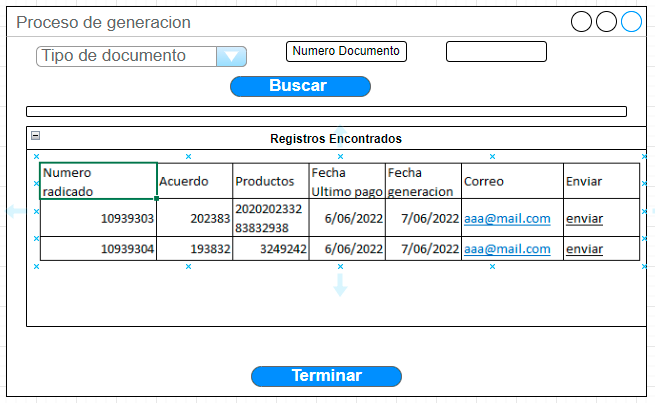 Proceso de generacion
Tipo de documento
Numero Documento
Buscar
Registros Encontrados
Numero radicado Acuerdo Productos Fecha Ultimo pago Fecha generacion Correo Enviar
10939303 202383 2020202332 83832938 6/06/2022 7/06/2022 aaa@mail.com enviar
10939304 193832 3249242 6/06/2022 7/06/2022 aaa@mail.com enviar
Terminar